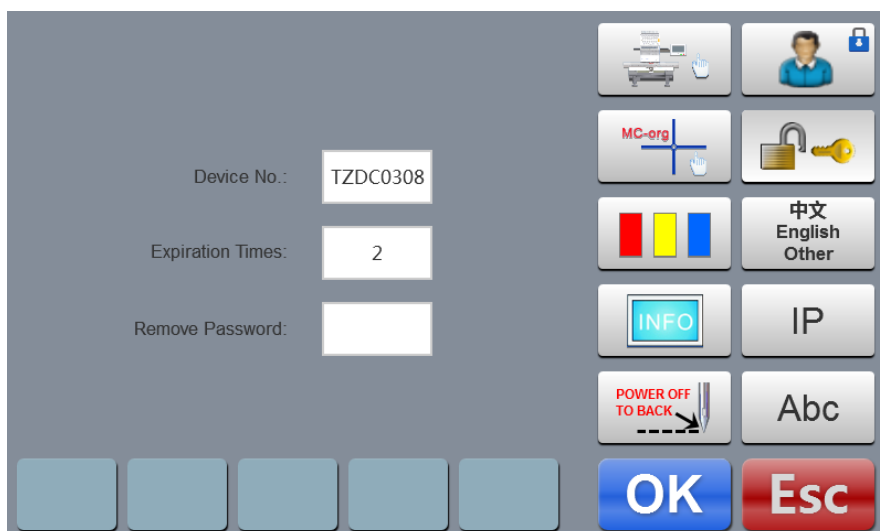 Device No.:
TZDC0308
Expiration Times:
2
Remove Password:
MC-org
中文
English
Other
INFO
IP
POWER OFF
TO BACK
Abc
OK
Esc